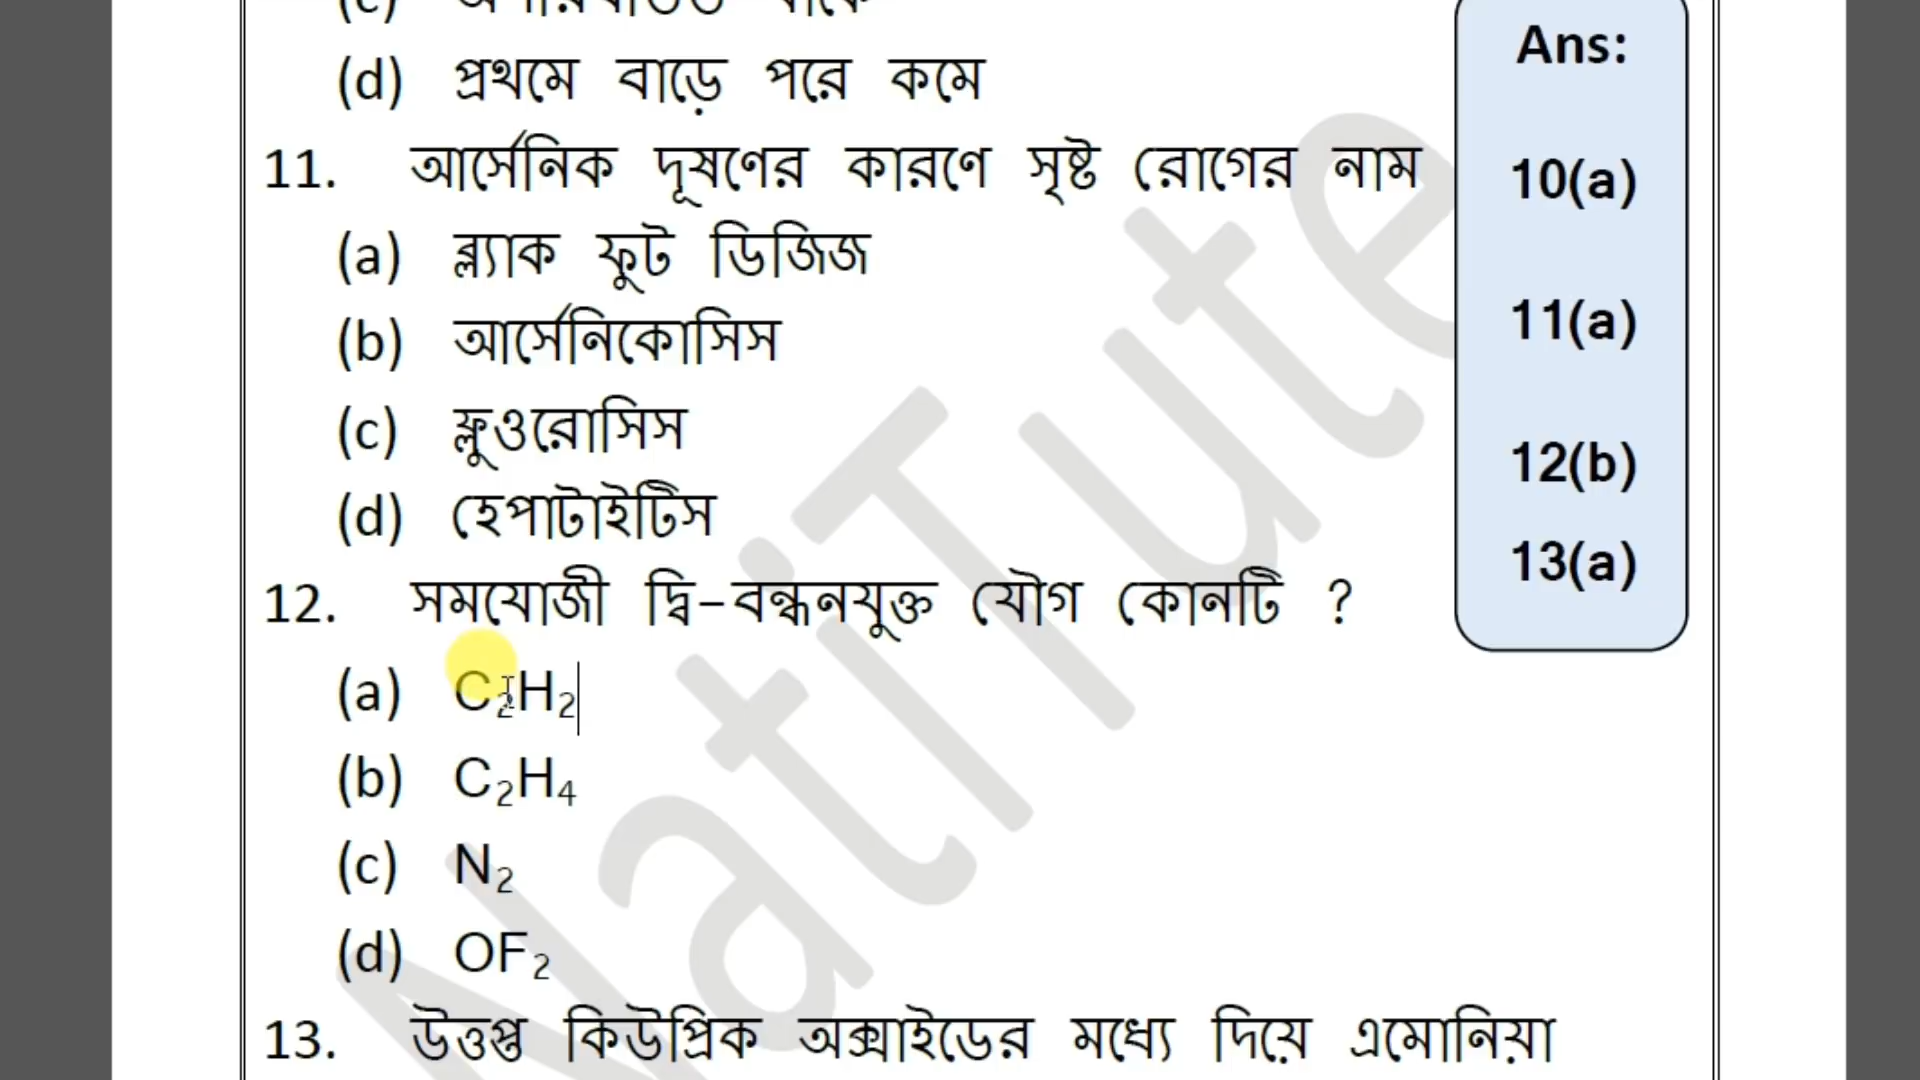 (d) প্রথমে বাড়ে পরে কমে
11. আর্সেনিক দূষণের কারণে সৃষ্ট রোগের নাম
(a) ব্ল্যাক ফুট ডিজিজ
(b) আর্সেনিকোসিস
(c) ফ্লুওরোসিস
(d) হেপাটাইটিস
12. সমযোজী দ্বি-বন্ধনযুক্ত যৌগ কোনটি ?
(a) C₂H₂
(b) C₂H₄
(c) N₂
(d) OF₂
13. উত্তপ্ত কিউপ্রিক অক্সাইডের মধ্যে দিয়ে এমোনিয়া
Ans:
10(a)
11(a)
12(b)
13(a)
NatiTute